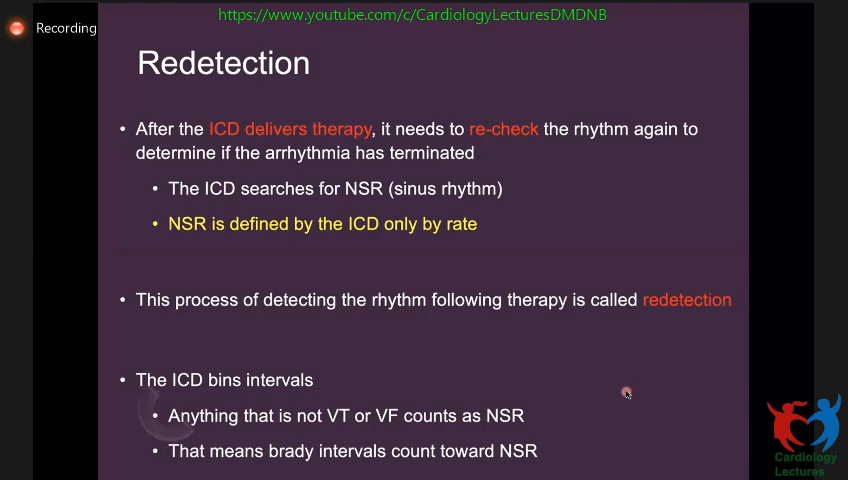 https://www.youtube.com/c/CardiologyLecturesDMDNB
Recording
Redetection
• After the ICD delivers therapy, it needs to re-check the rhythm again to
determine if the arrhythmia has terminated
• The ICD searches for NSR (sinus rhythm)
• NSR is defined by the ICD only by rate
• This process of detecting the rhythm following therapy is called redetection
• The ICD bins intervals
• Anything that is not VT or VF counts as NSR
• That means brady intervals count toward NSR
Cardiology
Lectures